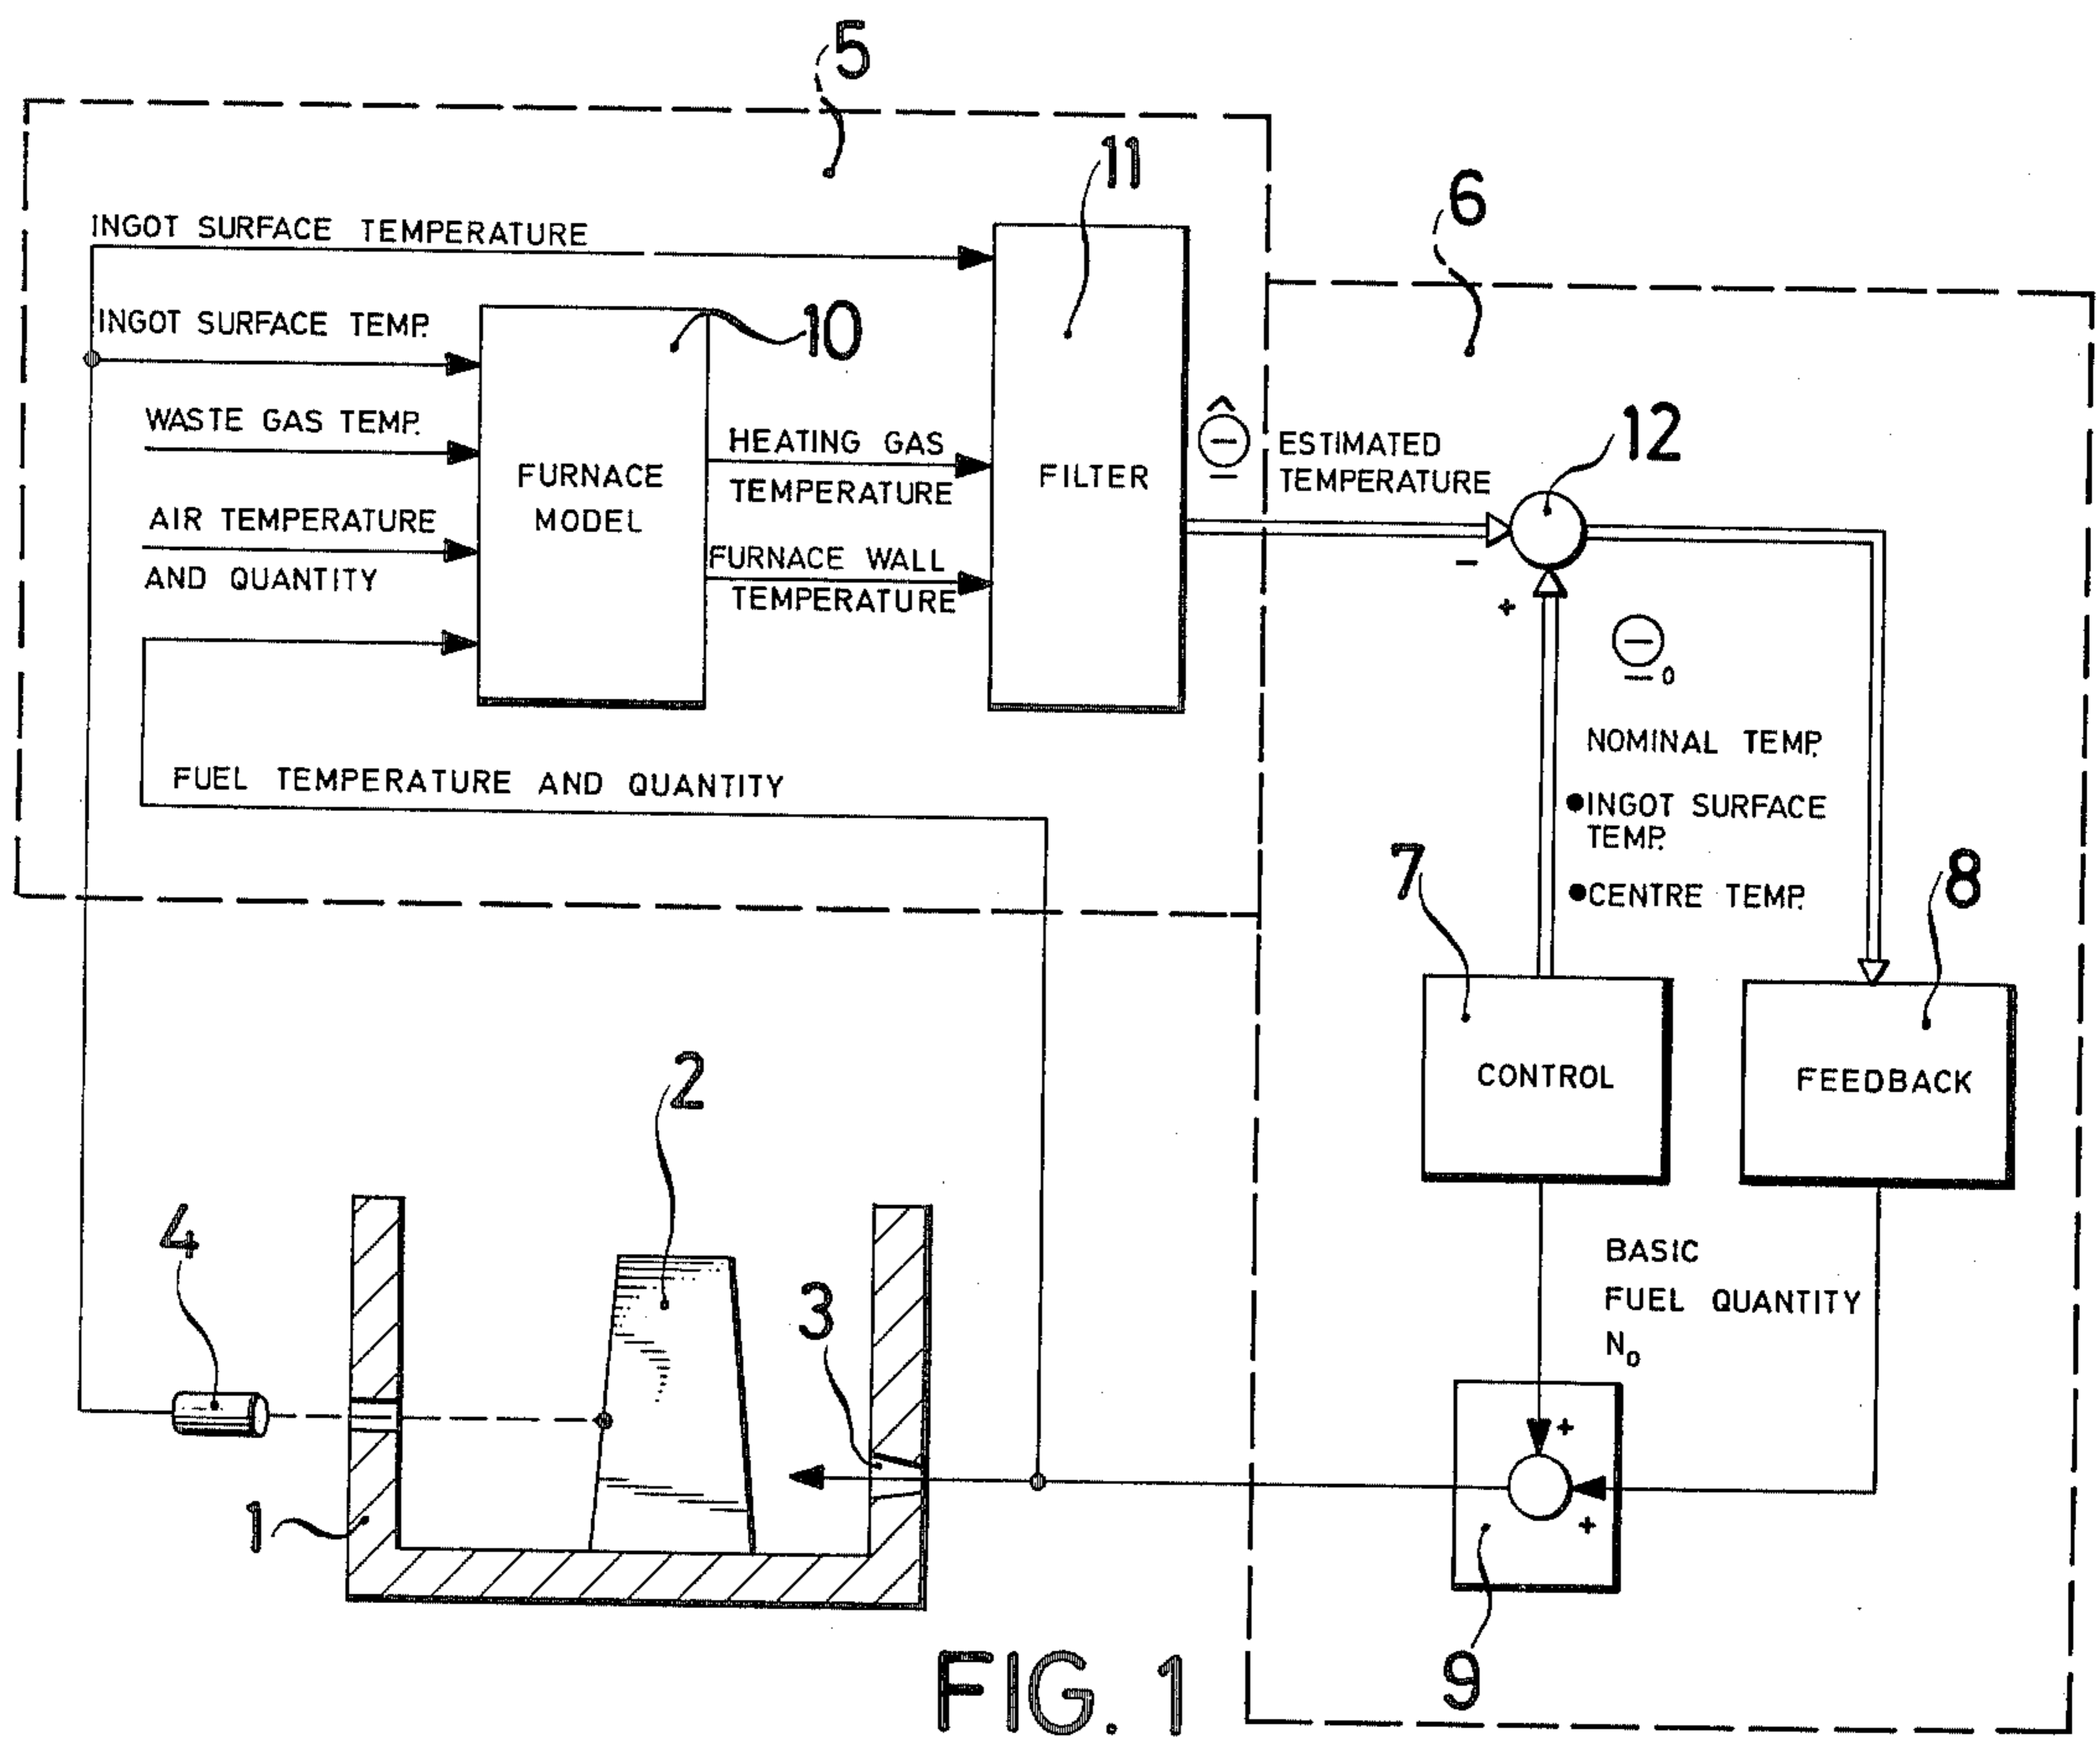 5
11
6
INGOT SURFACE TEMPERATURE
INGOT SURFACE TEMP.
10
WASTE GAS TEMP.
12
HEATING GAS
TEMPERATURE
Θ̂
ESTIMATED
TEMPERATURE
FURNACE
MODEL
FILTER
AIR TEMPERATURE
AND QUANTITY
FURNACE WALL
TEMPERATURE
-
+
Θ0
NOMINAL TEMP.
•INGOT SURFACE
TEMP.
•CENTRE TEMP.
FUEL TEMPERATURE AND QUANTITY
7
8
CONTROL
FEEDBACK
2
4
3
BASIC
FUEL QUANTITY
N0
+
+
1
9
FIG. 1